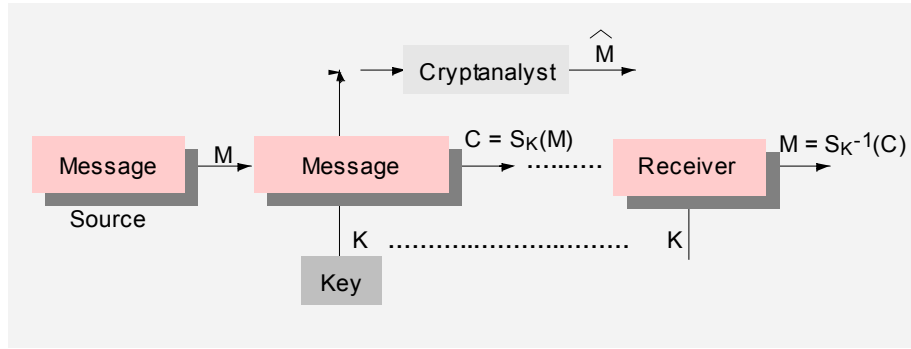 M̂
Cryptanalyst
C = SK(M)
M = SK-1(C)
Message
M
Message
Receiver
Source
K
K
Key